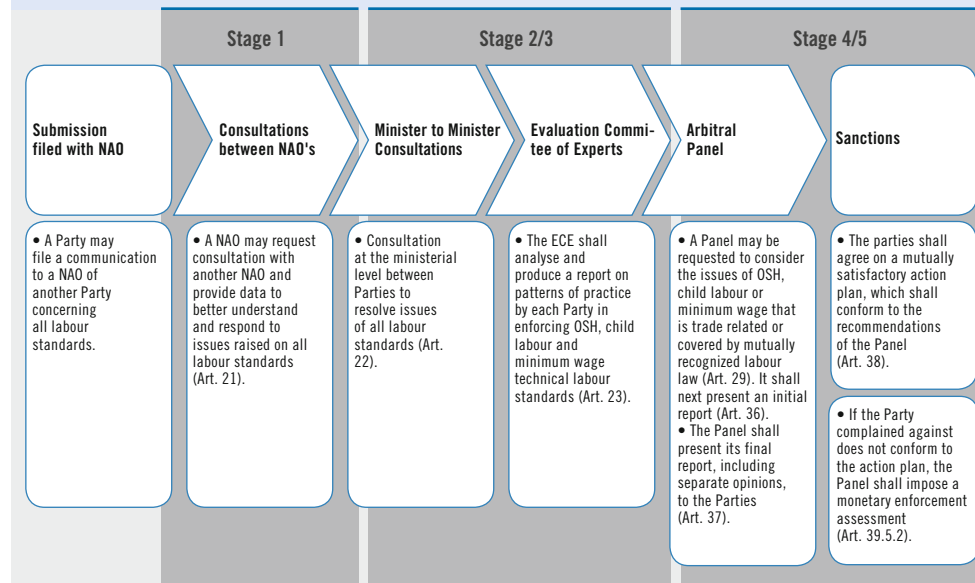 Stage 1
Stage 2/3
Stage 4/5
Submission
filed with NAO
Consultations
between NAO's
Minister to Minister
Consultations
Evaluation Commi-
tee of Experts
Arbitral
Panel
Sanctions
• A Party may
file a communication
to a NAO of
another Party
concerning
all labour
standards.
• A NAO may request
consultation with
another NAO and
provide data to
better understand
and respond to
issues raised on all
labour standards
(Art. 21).
• Consultation
at the ministerial
level between
Parties to
resolve issues
of all labour
standards (Art.
22).
• The ECE shall
analyse and
produce a report on
patterns of practice
by each Party in
enforcing OSH, child
labour and
minimum wage
technical labour
standards (Art. 23).
• A Panel may be
requested to consider
the issues of OSH,
child labour or
minimum wage that
is trade related or
covered by mutually
recognized labour
law (Art. 29). It shall
next present an initial
report (Art. 36).
• The Panel shall
present its final
report, including
separate opinions,
to the Parties
(Art. 37).
• The parties shall
agree on a mutually
satisfactory action
plan, which shall
conform to the
recommendations
of the Panel
(Art. 38).
• If the Party
complained against
does not conform to
the action plan, the
Panel shall impose a
monetary enforcement
assessment
(Art. 39.5.2).